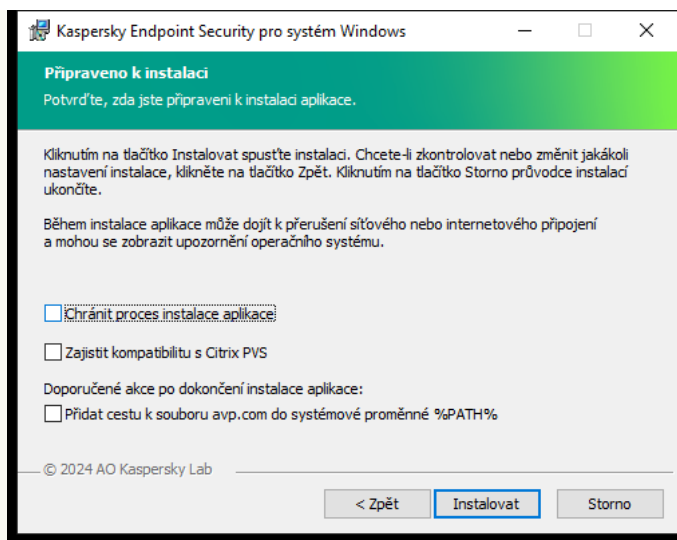 Kaspersky Endpoint Security pro systém Windows
Připraveno k instalaci
Potvrďte, zda jste připraveni k instalaci aplikace.
Kliknutím na tlačítko Instalovat spusťte instalaci. Chcete-li zkontrolovat nebo změnit jakákoli
nastavení instalace, klikněte na tlačítko Zpět. Kliknutím na tlačítko Storno průvodce instalací
ukončíte.
Během instalace aplikace může dojít k přerušení síťového nebo internetového připojení
a mohou se zobrazit upozornění operačního systému.
Chránit proces instalace aplikace
Zajistit kompatibilitu s Citrix PVS
Doporučené akce po dokončení instalace aplikace:
Přidat cestu k souboru avp.com do systémové proměnné %PATH%
© 2024 AO Kaspersky Lab
< Zpět Instalovat Storno